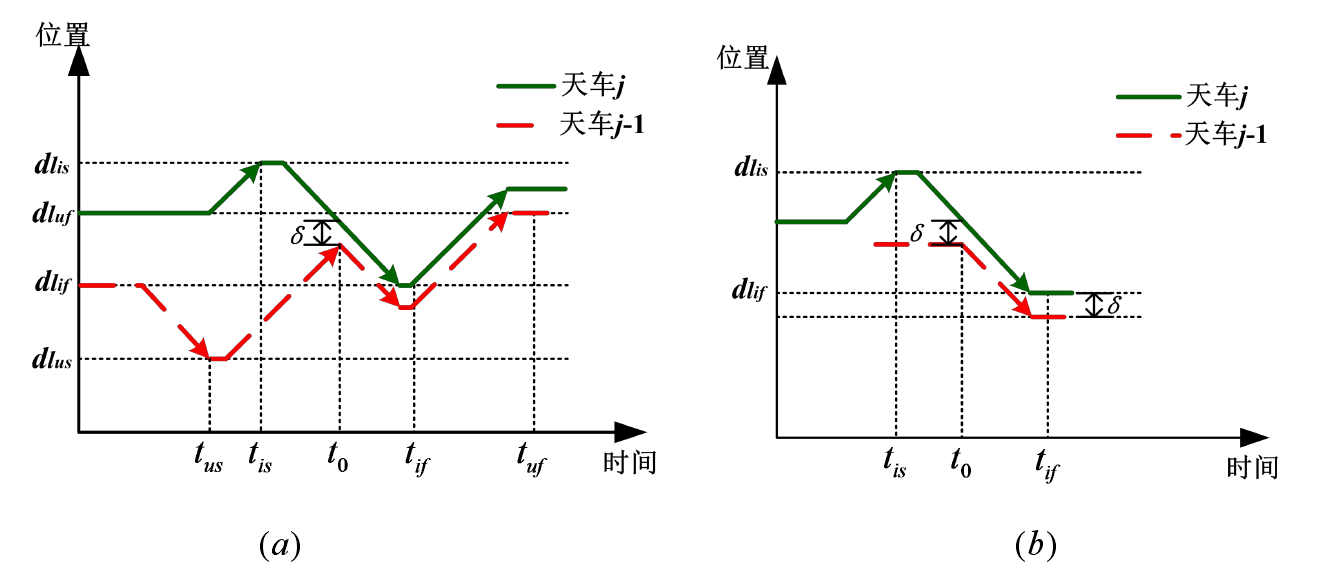 位置
天车j
天车j-1
dlis
dluf
δ
dlif
dlus
tus tis t0 tif tuf
时间
(a)
位置
天车j
天车j-1
dlis
δ
dlif
δ
tis t0 tif
时间
(b)